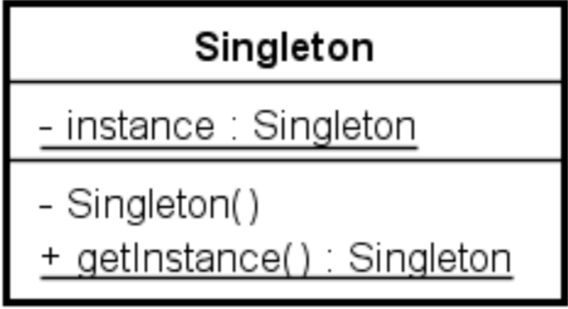 Singleton
- instance : Singleton
- Singleton()
+ getInstance() : Singleton